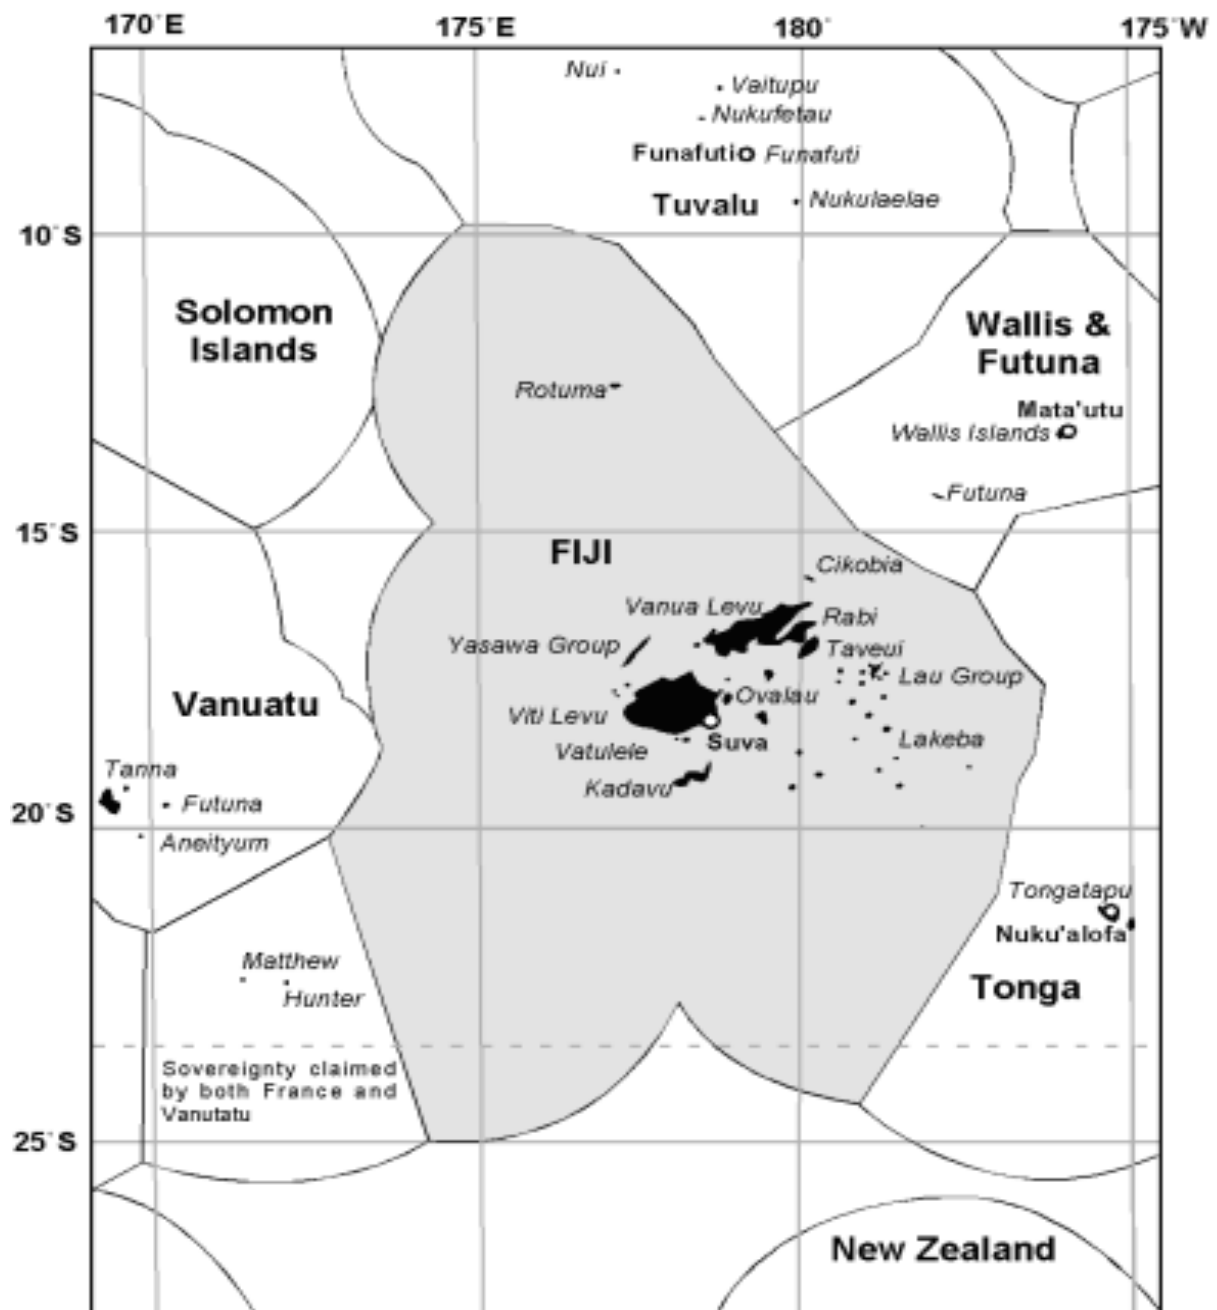 170°E 175°E 180° 175°W
Nui
Vaitupu
Nukufetau
Funafuti Funafuti
Tuvalu
Nukulaelae
10°S
Solomon
Islands
Wallis &
Futuna
Rotuma
Mata'utu
Wallis Islands
Futuna
15°S
FIJI
Cikobia
Vanua Levu
Rabi
Yasawa Group
Taveui
Lau Group
Ovalau
Vanuatu
Viti Levu
Suva
Lakeba
Vatulele
Tanna
Kadavu
Futuna
20°S
Aneityum
Tongatapu
Nuku'alofa
Matthew
Tonga
Hunter
Sovereignty claimed
by both France and
Vanutatu
25°S
New Zealand